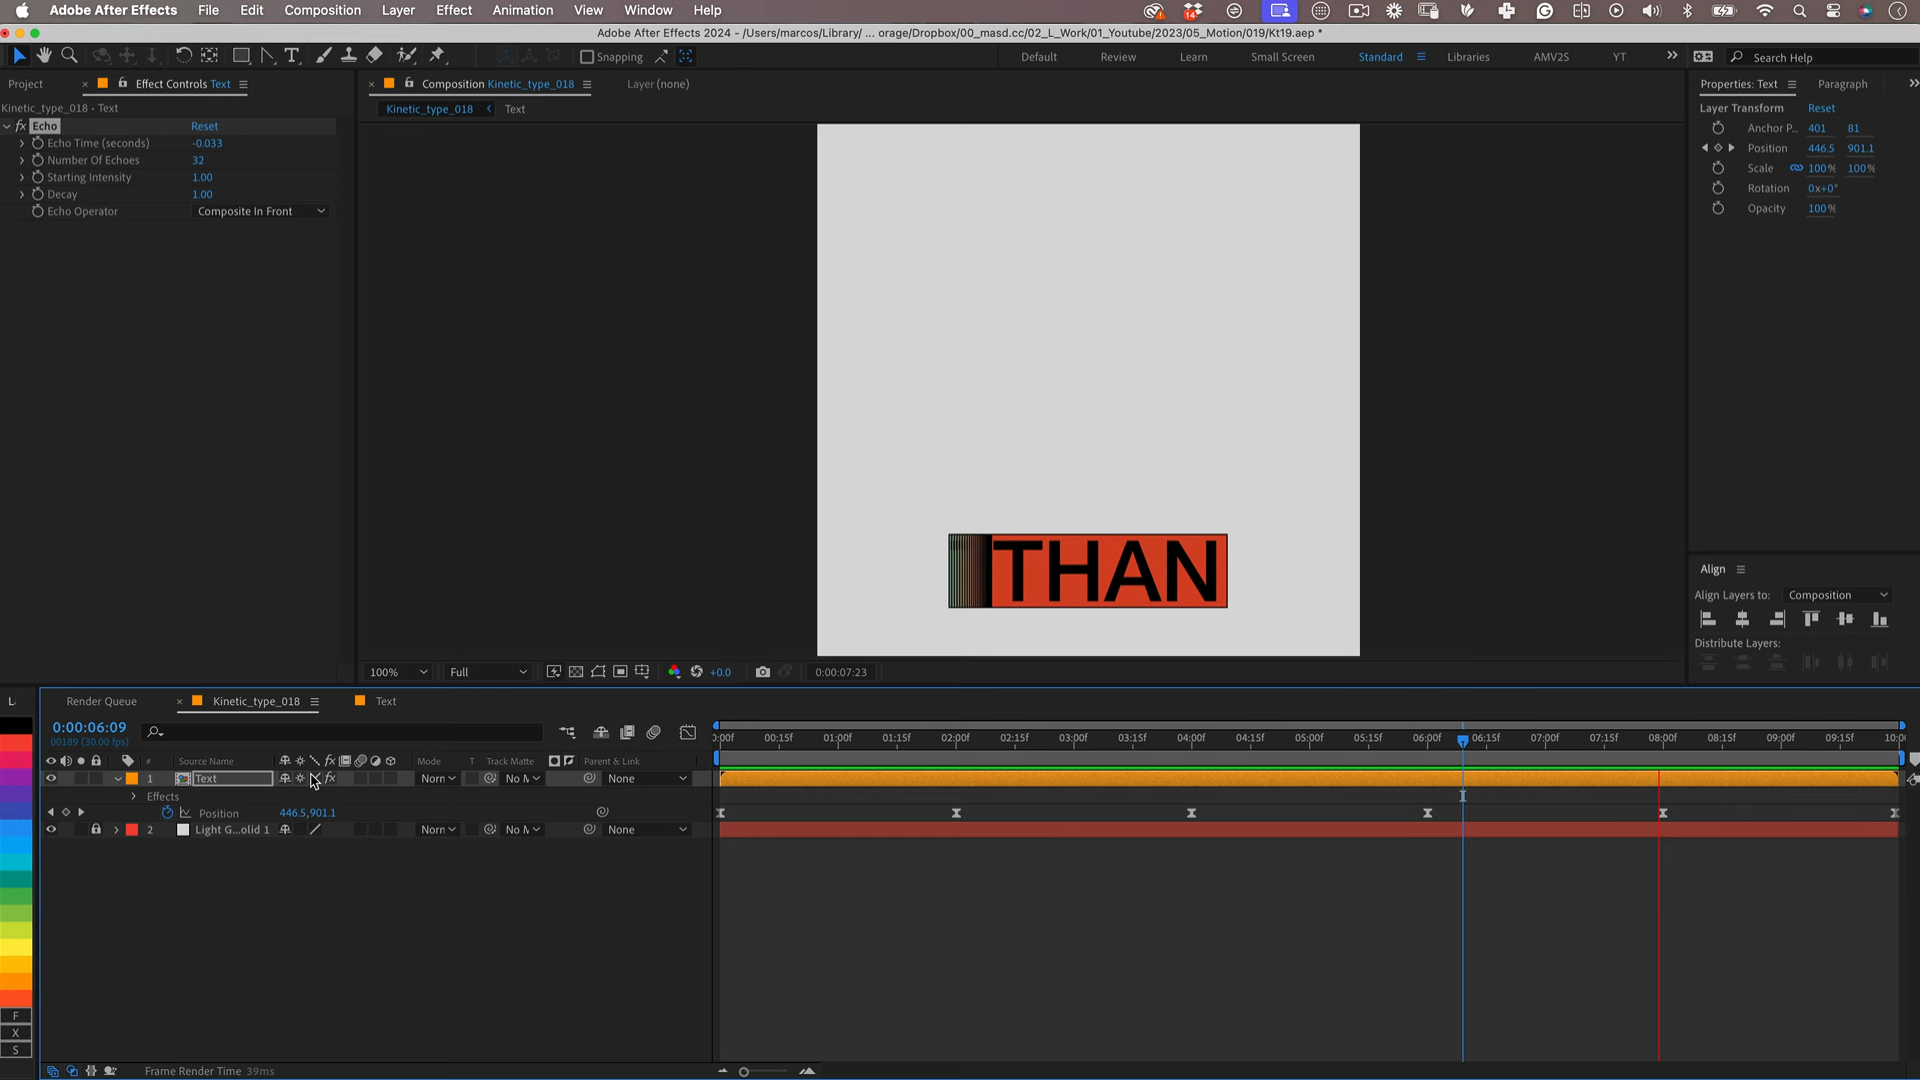 Adobe After Effects File Edit Composition Layer Effect Animation View Window Help
Adobe After Effects 2024 - /Users/marcos/Library/ ... orage/Dropbox/00_masd.cc/02_L_Work/01_Youtube/2023/05_Motion/019/Kt19.aep *
Snapping Default Review Learn Small Screen Standard Libraries AMV2S YT Search Help
Project Effect Controls Text Composition Kinetic_type_018 Layer (none) Properties: Text Paragraph
Kinetic_type_018 • Text Kinetic_type_018 Text Layer Transform Reset
fx Echo Reset
Anchor P... 401 81
Echo Time (seconds) -0.033
Position 446.5 901.1
Number Of Echoes 32
Scale 100% 100%
Starting Intensity 1.00
Rotation 0x+0°
Decay 1.00
Opacity 100%
Echo Operator Composite In Front
THAN
Align
Align Layers to: Composition
Distribute Layers:
100% Full +0.0 0:00:07:23
Render Queue Kinetic_type_018 Text
0:00:06:09
00189 (30.00 fps)
0:00f 00:15f 01:00f 01:15f 02:00f 02:15f 03:00f 03:15f 04:00f 04:15f 05:00f 05:15f 06:00f 06:15f 07:00f 07:15f 08:00f 08:15f 09:00f 09:15f 10:00
# Source Name fx Mode T Track Matte Parent & Link
1 Text fx Norn No M None
Effects
Position 446.5,901.1
2 Light G...olid 1 Norn No M None
F
X
S
Frame Render Time 39ms